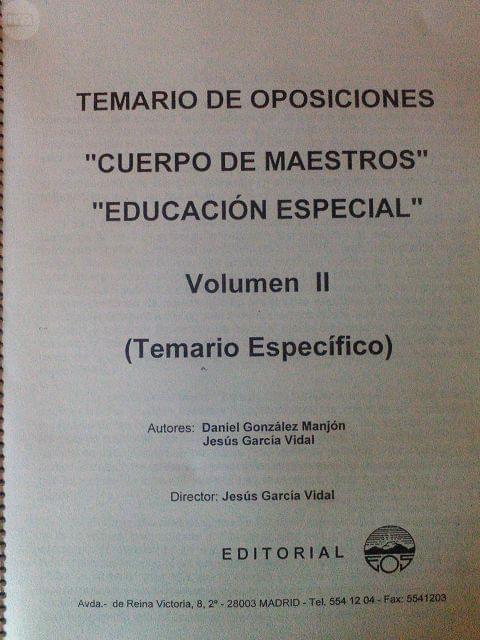 TEMARIO DE OPOSICIONES
"CUERPO DE MAESTROS"
"EDUCACIÓN ESPECIAL"
Volumen II
(Temario Específico)
Autores: Daniel González Manjón
Jesús García Vidal
Director: Jesús García Vidal
EDITORIAL EOS
Avda.- de Reina Victoria, 8, 2º - 28003 MADRID - Tel. 554 12 04 - Fax: 5541203